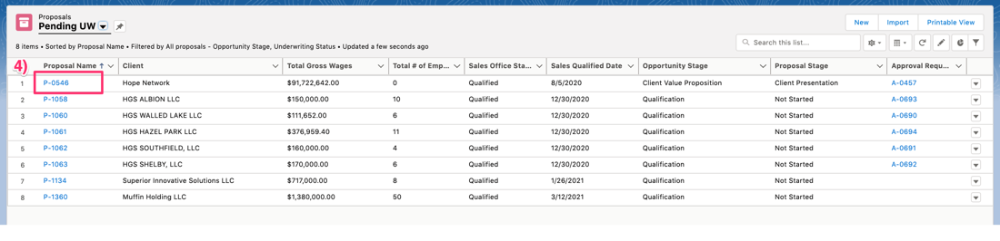 Proposals
Pending UW
New Import Printable View
8 items • Sorted by Proposal Name • Filtered by All proposals - Opportunity Stage, Underwriting Status • Updated a few seconds ago
Search this list...
4)
Proposal Name ↑ Client Total Gross Wages Total # of Emp... Sales Office Sta... Sales Qualified Date Opportunity Stage Proposal Stage Approval Requ...
1 P-0546 Hope Network $91,722,642.00 0 Qualified 8/5/2020 Client Value Proposition Client Presentation A-0457
2 P-1058 HGS ALBION LLC $150,000.00 10 Qualified 12/30/2020 Qualification Not Started A-0693
3 P-1060 HGS WALLED LAKE LLC $111,652.00 6 Qualified 12/30/2020 Qualification Not Started A-0690
4 P-1061 HGS HAZEL PARK LLC $376,959.40 11 Qualified 12/30/2020 Qualification Not Started A-0694
5 P-1062 HGS SOUTHFIELD, LLC $160,000.00 4 Qualified 12/30/2020 Qualification Not Started A-0691
6 P-1063 HGS SHELBY, LLC $170,000.00 6 Qualified 12/30/2020 Qualification Not Started A-0692
7 P-1134 Superior Innovative Solutions LLC $717,000.00 8 Qualified 1/26/2021 Qualification Not Started
8 P-1360 Muffin Holding LLC $1,380,000.00 50 Qualified 3/12/2021 Qualification Not Started